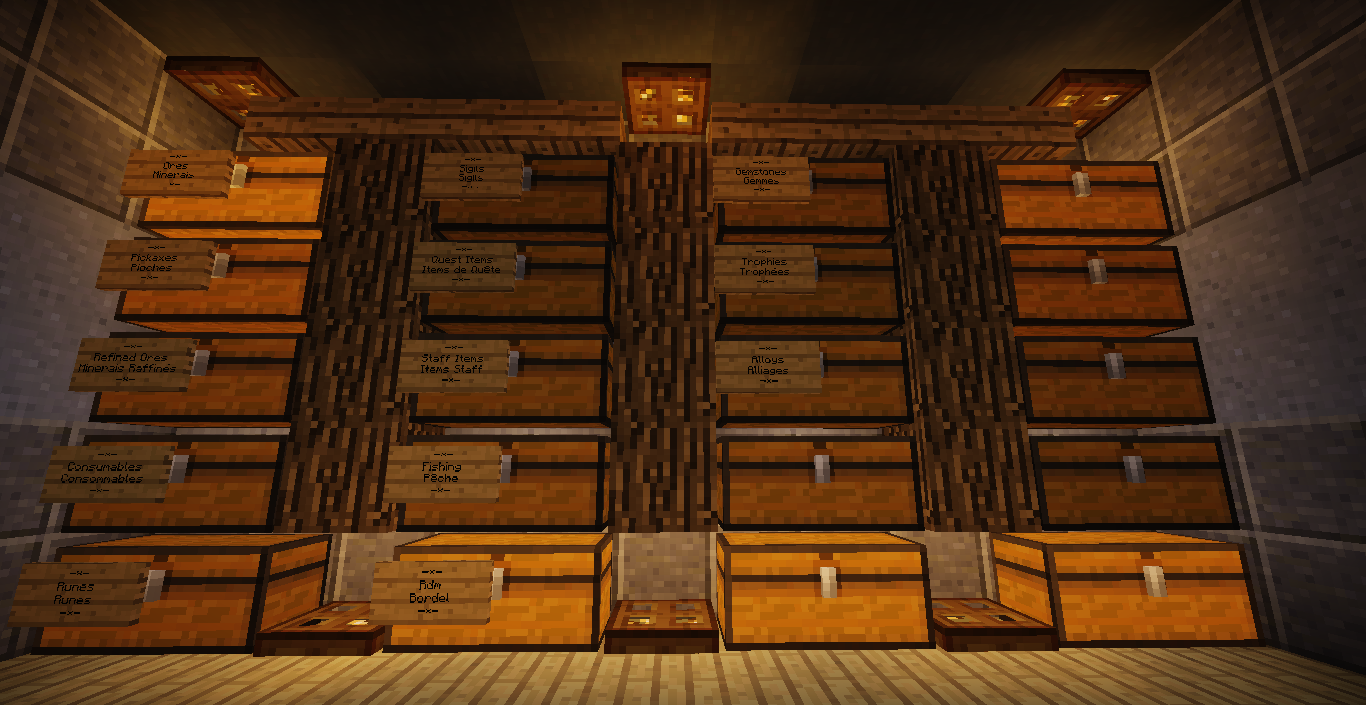 -x-
Ores
Minerais
-x-
-x-
Pickaxes
Pioches
-x-
-x-
Refined Ores
Minerais Raffinés
-x-
-x-
Consumables
Consommables
-x-
-x-
Runes
Runes
-x-
-x-
Sigils
Sigils
-x-
-x-
Quest Items
Items de Quête
-x-
-x-
Staff Items
Items Staff
-x-
-x-
Fishing
Pêche
-x-
-x-
Rdm
Bordel
-x-
-x-
Gemstones
Gemmes
-x-
-x-
Trophies
Trophées
-x-
-x-
Alloys
Alliages
-x-